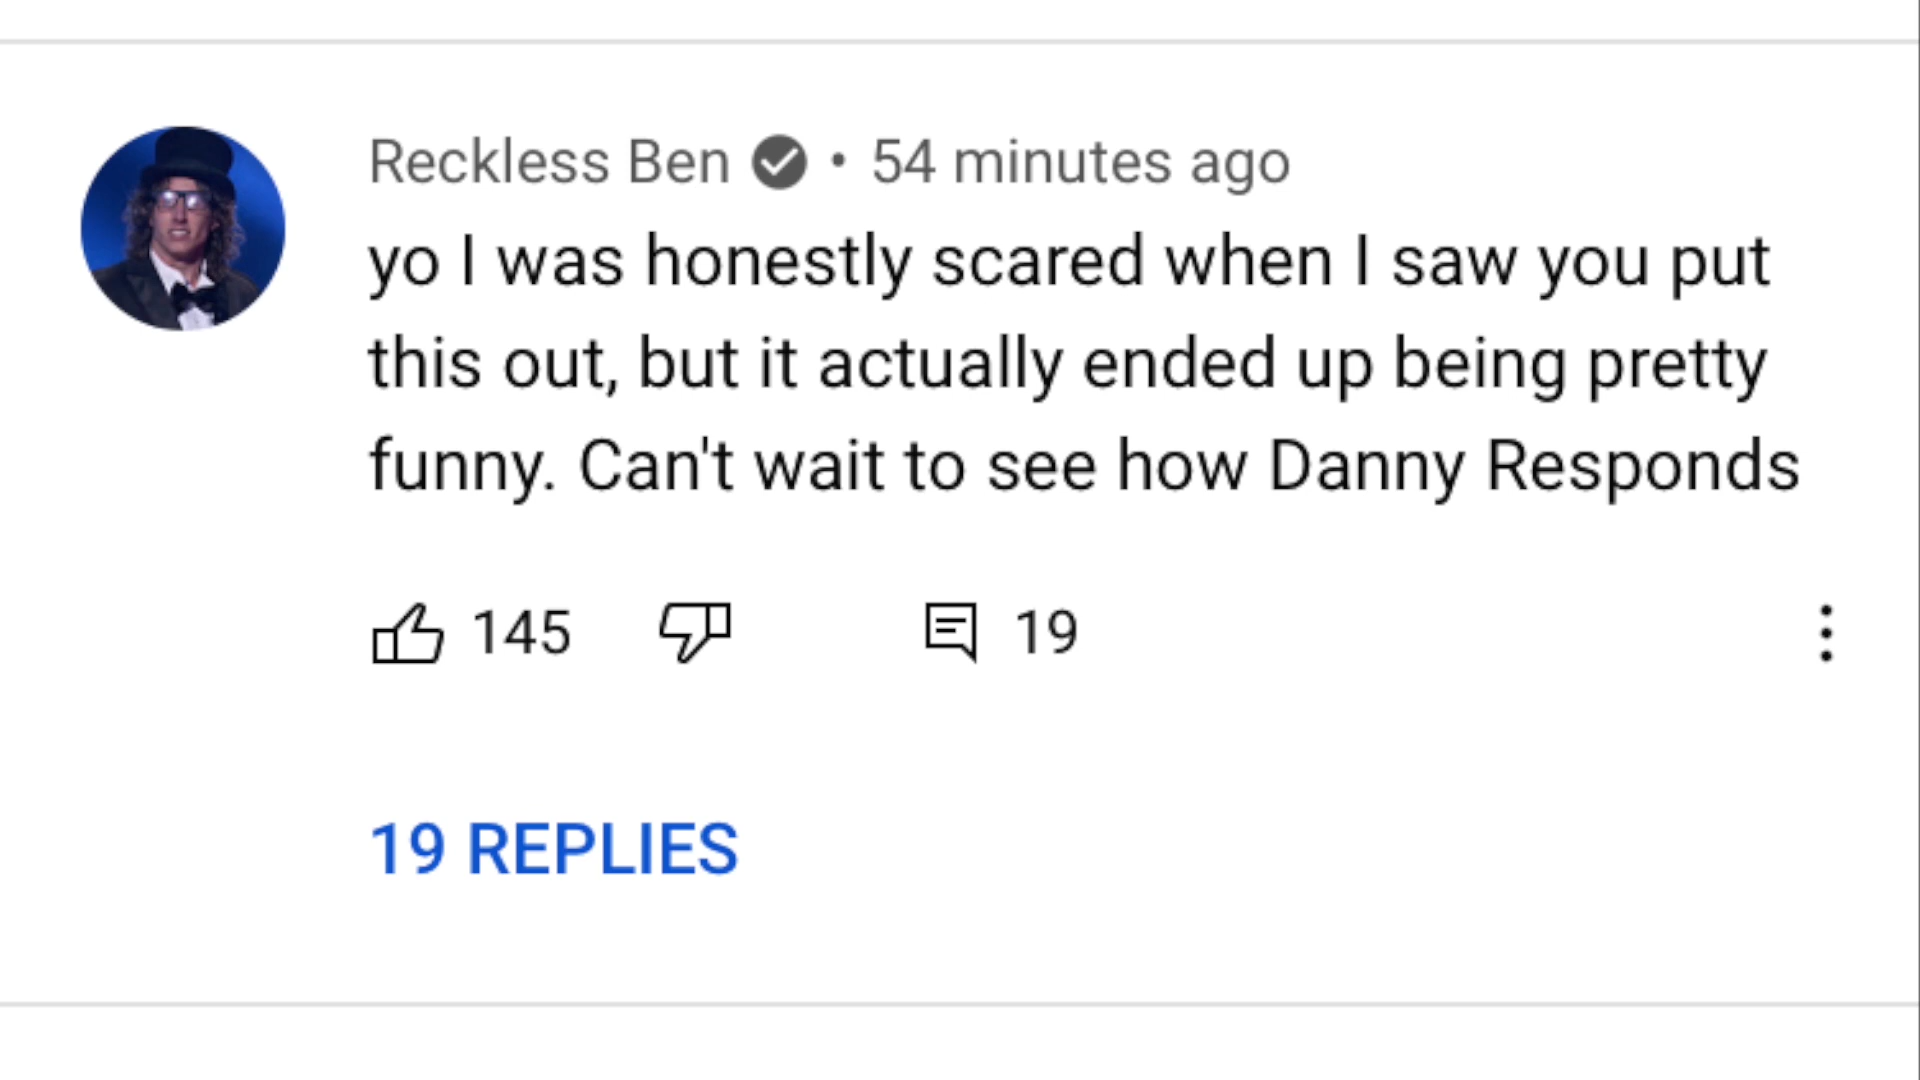 Reckless Ben • 54 minutes ago
yo I was honestly scared when I saw you put
this out, but it actually ended up being pretty
funny. Can't wait to see how Danny Responds
145 19
19 REPLIES